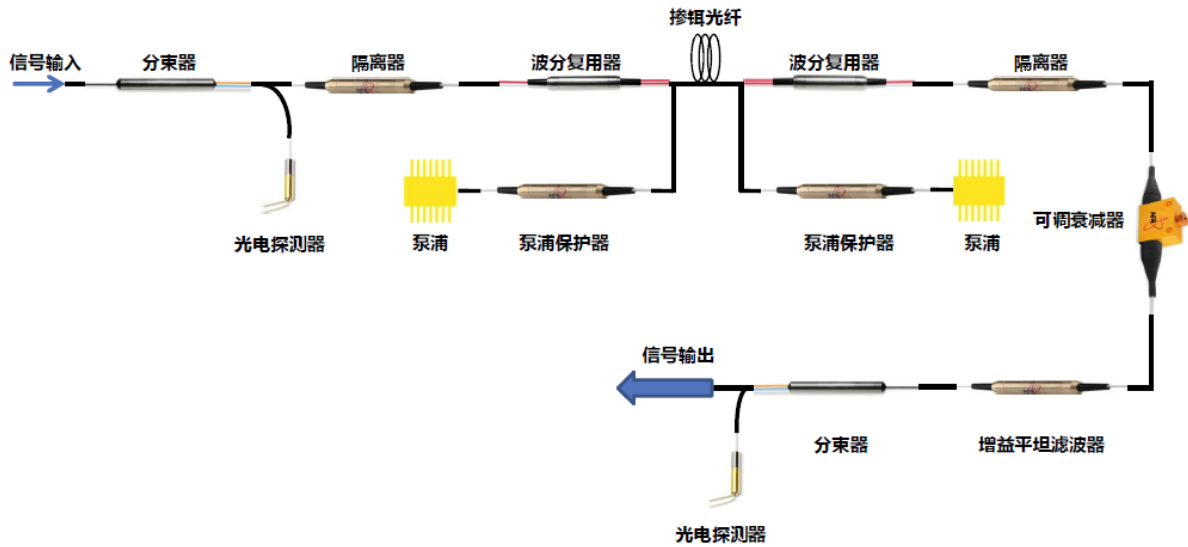 掺铒光纤
信号输入
分束器
隔离器
波分复用器
波分复用器
隔离器
光电探测器
泵浦
泵浦保护器
泵浦保护器
泵浦
可调衰减器
信号输出
分束器
增益平坦滤波器
光电探测器